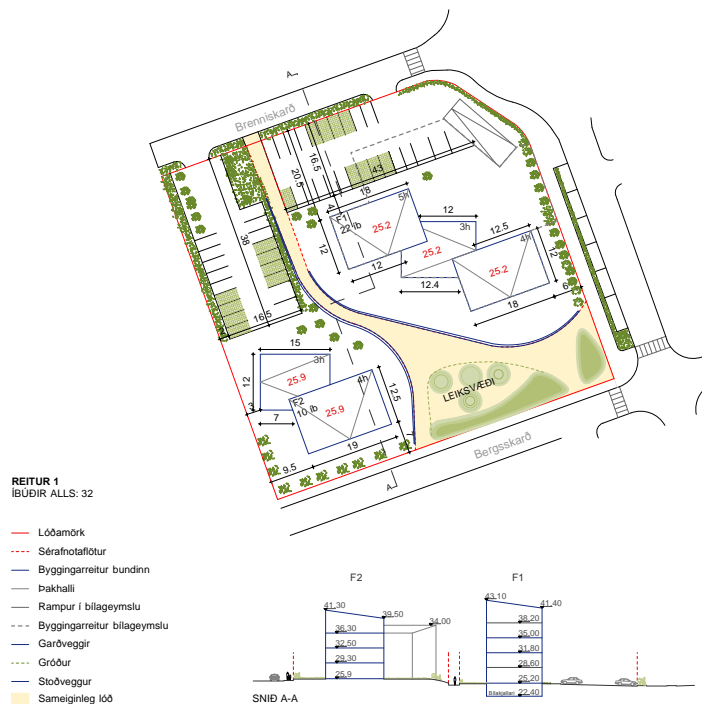 A
Brenniskarð
20.5
16.5
43
18
4
5h
F1
22 íb
25.2
12
12
12
3h
25.2
12.4
12.5
4h
12
25.2
18
6
38
16.5
15
3h
12
25.9
3
7
F2
10 íb
4h
25.9
12.5
9.5
19
LEIKSVÆÐI
Bergsskarð
A
REITUR 1
ÍBÚÐIR ALLS: 32
Lóðamörk
Sérafnotaflötur
Byggingarreitur bundinn
Þakhalli
Rampur í bílageymslu
Byggingarreitur bílageymslu
Garðveggir
Gróður
Stoðveggur
Sameiginleg lóð
F2
41.30
39.50
34.00
36.30
32.50
29.30
25.9
F1
43.10
41.40
38.20
35.00
31.80
28.60
25.20
Bílakjallari
22.40
SNIÐ A-A